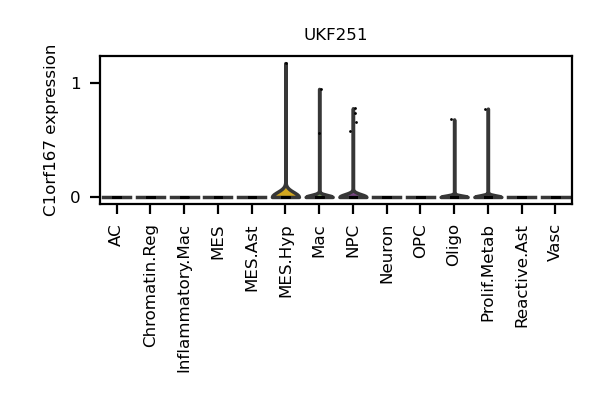 UKF251
C1orf167 expression
1
0
AC
Chromatin.Reg
Inflammatory.Mac
MES
MES.Ast
MES.Hyp
Mac
NPC
Neuron
OPC
Oligo
Prolif.Metab
Reactive.Ast
Vasc